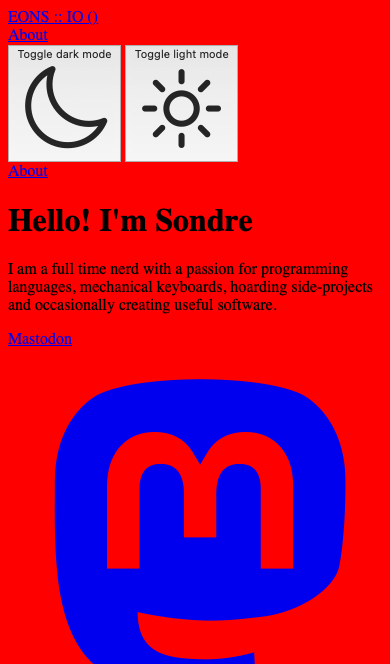 EONS :: IO ()
About
Toggle dark mode Toggle light mode
About
Hello! I'm Sondre
I am a full time nerd with a passion for programming
languages, mechanical keyboards, hoarding side-projects
and occasionally creating useful software.
Mastodon